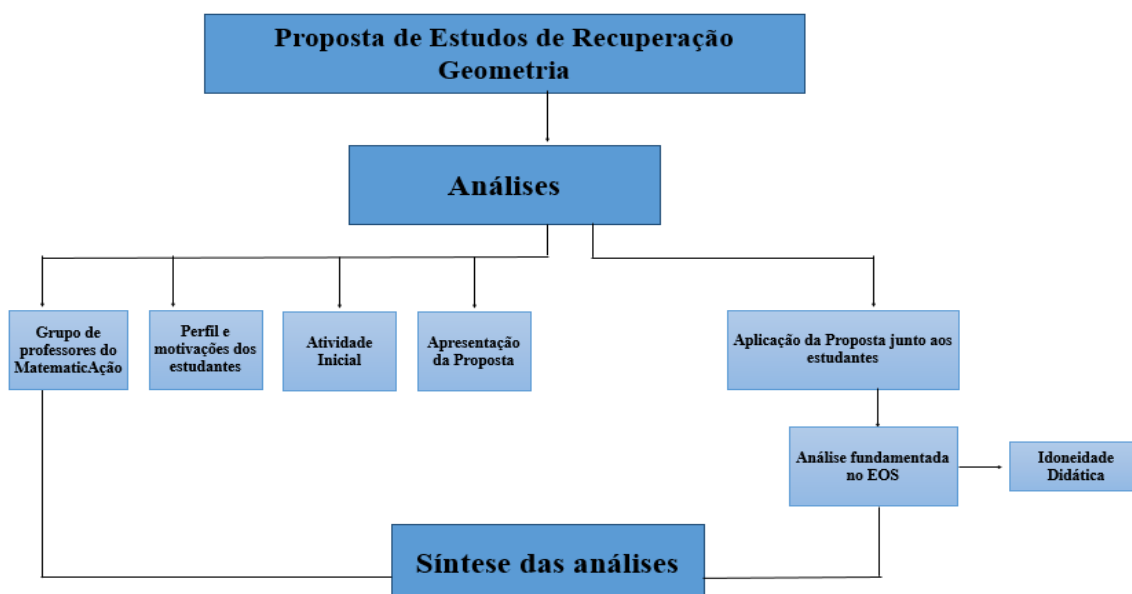 Proposta de Estudos de Recuperação
Geometria
Análises
Grupo de
professores do
MatematicAção
Perfil e
motivações dos
estudantes
Atividade
Inicial
Apresentação
da Proposta
Aplicação da Proposta junto aos
estudantes
Análise fundamentada
no EOS
Idoneidade
Didática
Síntese das análises